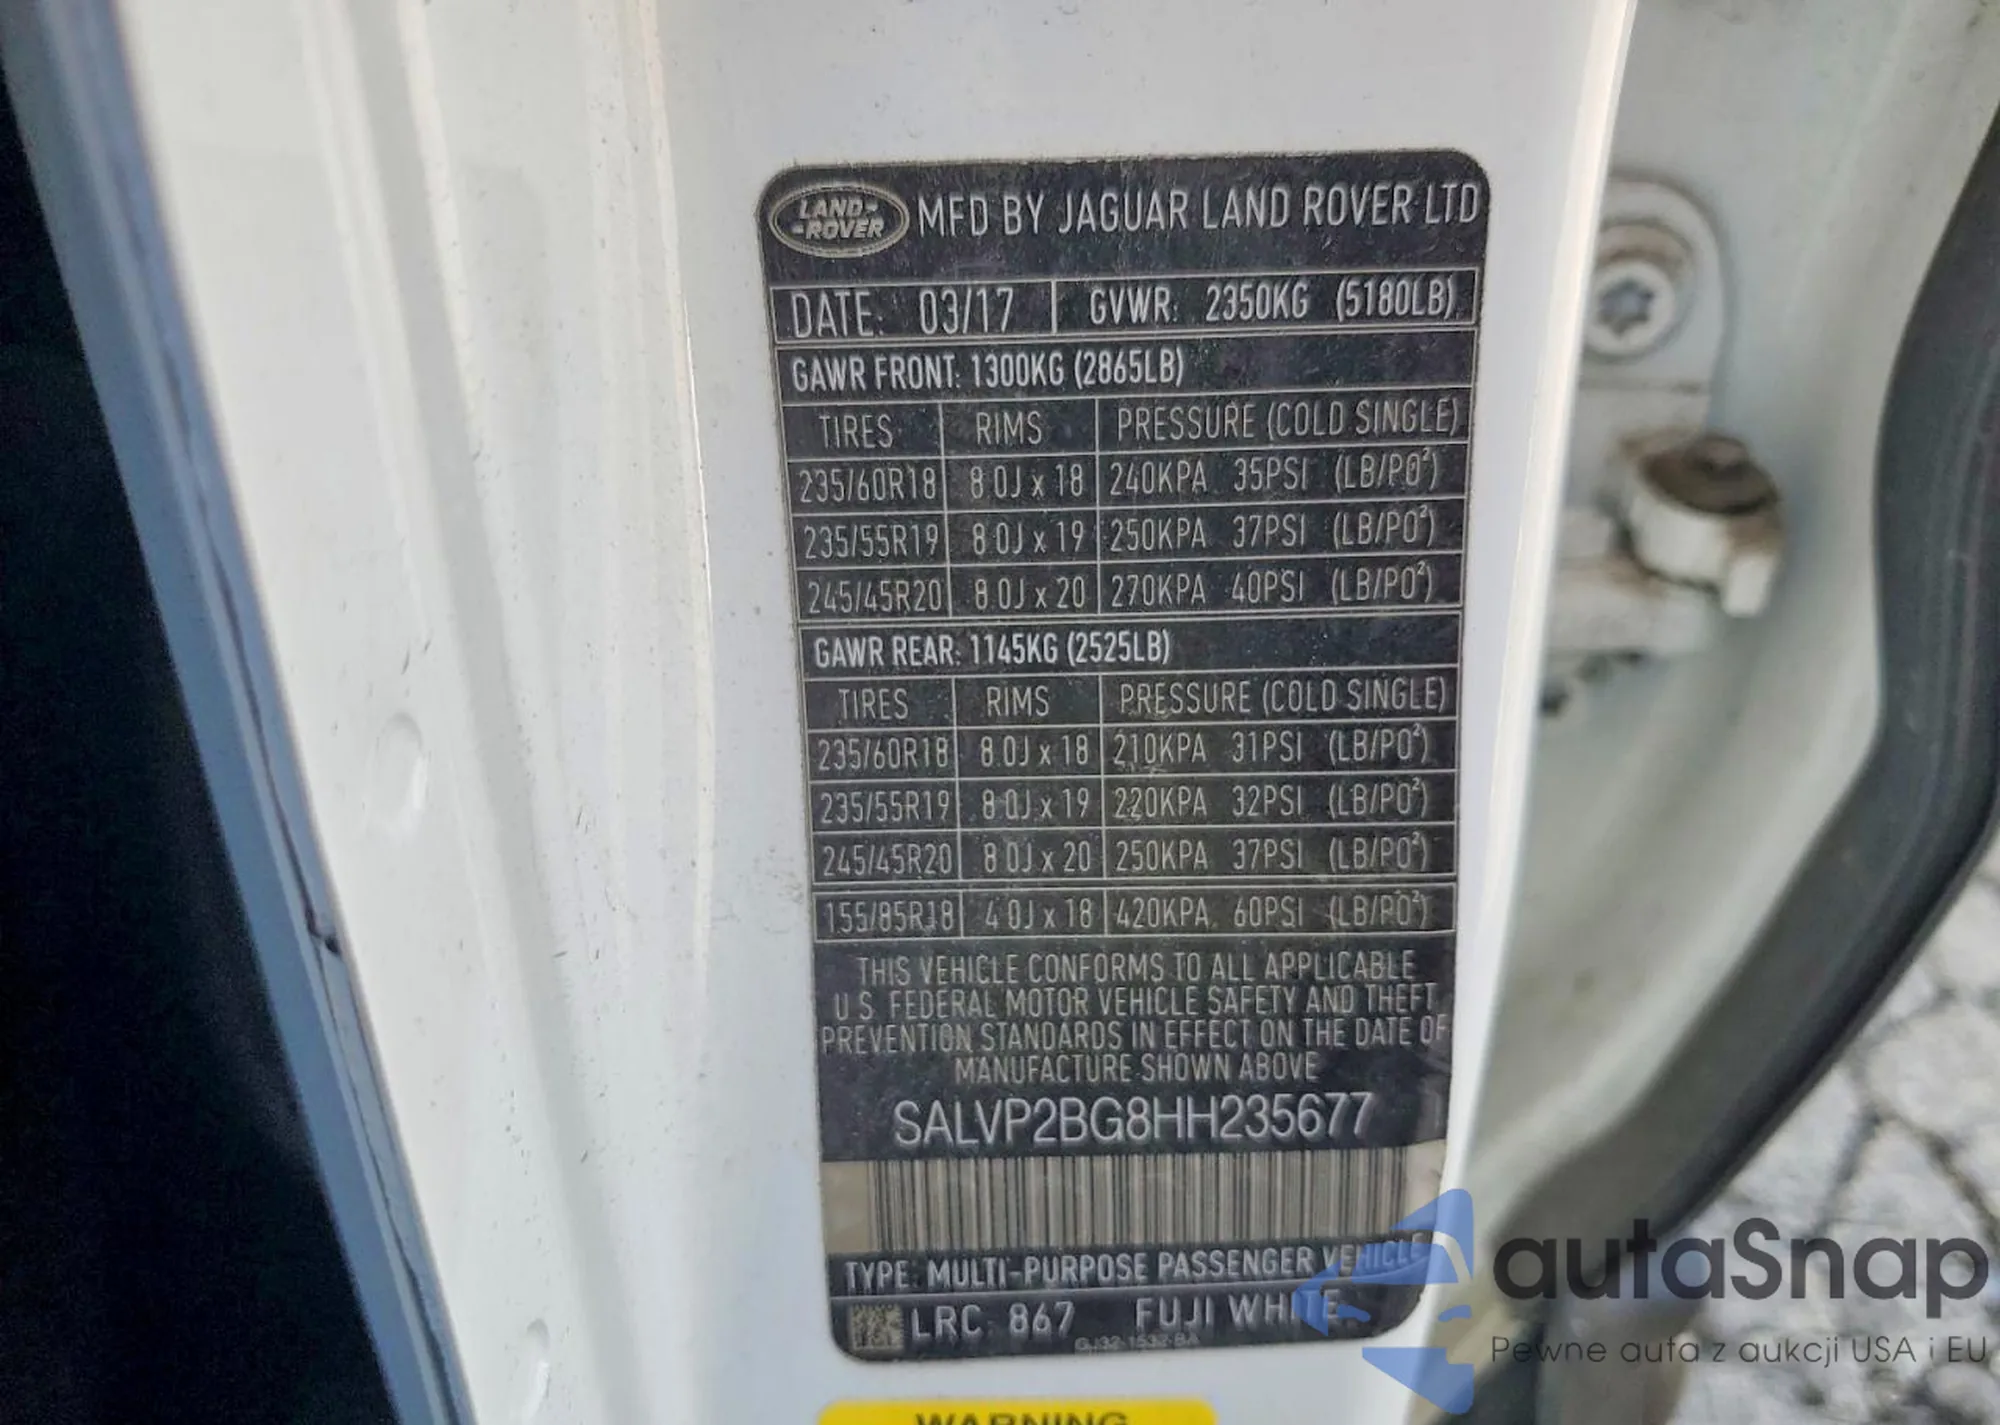 LAND-
-ROVER
MFD BY JAGUAR LAND ROVER LTD
DATE: 03/17 GVWR: 2350KG (5180LB)
GAWR FRONT: 1300KG (2865LB)
TIRES RIMS PRESSURE (COLD SINGLE)
235/60R18 8.0J x 18 240KPA 35PSI (LB/PO²)
235/55R19 8.0J x 19 250KPA 37PSI (LB/PO²)
245/45R20 8.0J x 20 270KPA 40PSI (LB/PO²)
GAWR REAR: 1145KG (2525LB)
TIRES RIMS PRESSURE (COLD SINGLE)
235/60R18 8.0J x 18 210KPA 31PSI (LB/PO²)
235/55R19 8.0J x 19 220KPA 32PSI (LB/PO²)
245/45R20 8.0J x 20 250KPA 37PSI (LB/PO²)
155/85R18 4.0J x 18 420KPA 60PSI (LB/PO²)
THIS VEHICLE CONFORMS TO ALL APPLICABLE
U.S. FEDERAL MOTOR VEHICLE SAFETY AND THEFT
PREVENTION STANDARDS IN EFFECT ON THE DATE OF
MANUFACTURE SHOWN ABOVE
SALVP2BG8HH235677
TYPE: MULTI-PURPOSE PASSENGER VEHICLE
LRC: 867 FUJI WHITE
GJ32-1532-BA
WARNING
autaSnap
Pewne auta z aukcji USA i EU